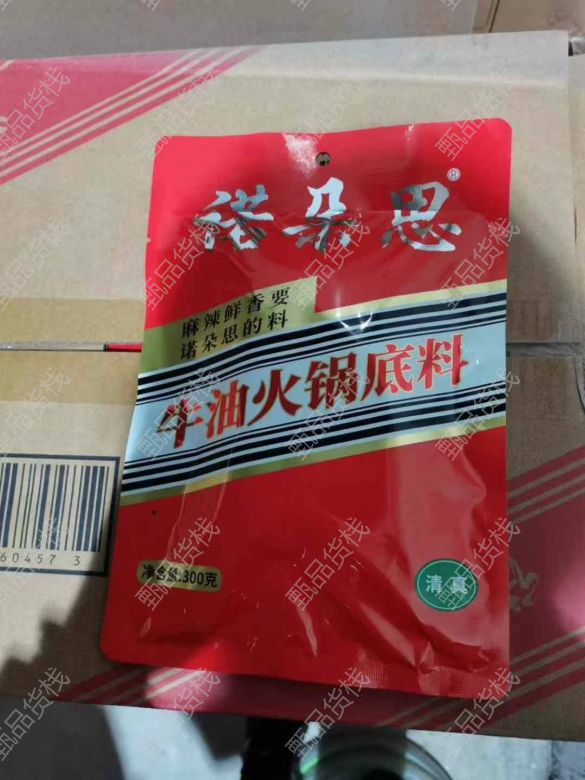 诺朵思®
麻辣鲜香要
诺朵思的料
牛油火锅底料
净含量:300克
清真
60457 3
甄品货栈